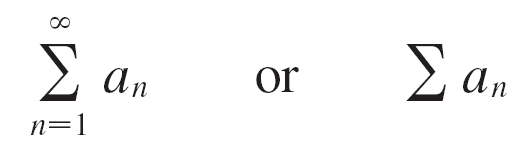 ∞
∑ aₙ or ∑ aₙ
n=1